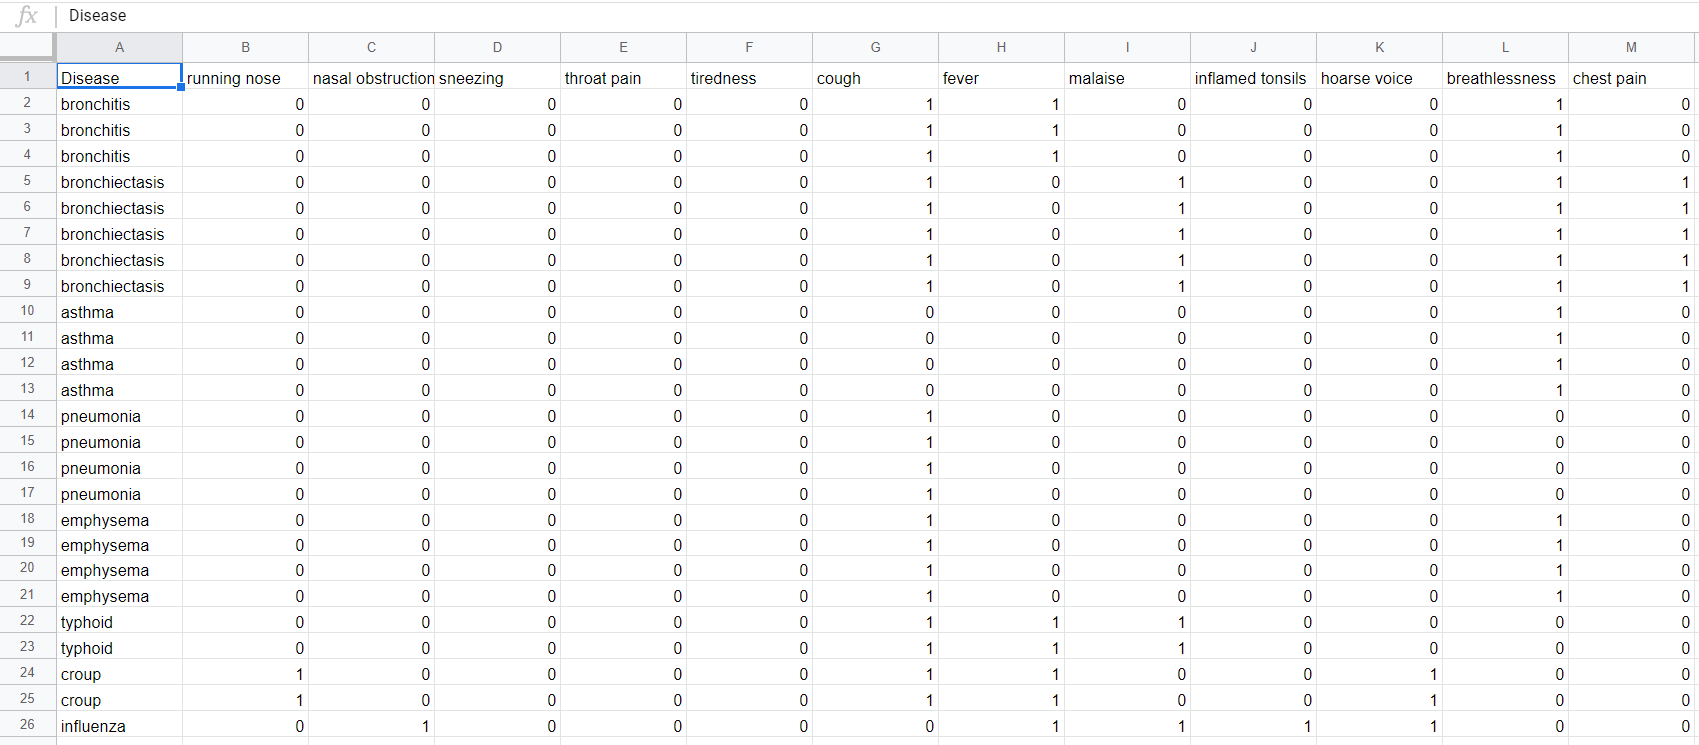 fx Disease
A B C D E F G H I J K L M
1 Disease running nose nasal obstruction sneezing throat pain tiredness cough fever malaise inflamed tonsils hoarse voice breathlessness chest pain
2 bronchitis 0 0 0 0 0 1 1 0 0 0 1 0
3 bronchitis 0 0 0 0 0 1 1 0 0 0 1 0
4 bronchitis 0 0 0 0 0 1 1 0 0 0 1 0
5 bronchiectasis 0 0 0 0 0 1 0 1 0 0 1 1
6 bronchiectasis 0 0 0 0 0 1 0 1 0 0 1 1
7 bronchiectasis 0 0 0 0 0 1 0 1 0 0 1 1
8 bronchiectasis 0 0 0 0 0 1 0 1 0 0 1 1
9 bronchiectasis 0 0 0 0 0 1 0 1 0 0 1 1
10 asthma 0 0 0 0 0 0 0 0 0 0 1 0
11 asthma 0 0 0 0 0 0 0 0 0 0 1 0
12 asthma 0 0 0 0 0 0 0 0 0 0 1 0
13 asthma 0 0 0 0 0 0 0 0 0 0 1 0
14 pneumonia 0 0 0 0 0 1 0 0 0 0 0 0
15 pneumonia 0 0 0 0 0 1 0 0 0 0 0 0
16 pneumonia 0 0 0 0 0 1 0 0 0 0 0 0
17 pneumonia 0 0 0 0 0 1 0 0 0 0 0 0
18 emphysema 0 0 0 0 0 1 0 0 0 0 1 0
19 emphysema 0 0 0 0 0 1 0 0 0 0 1 0
20 emphysema 0 0 0 0 0 1 0 0 0 0 1 0
21 emphysema 0 0 0 0 0 1 0 0 0 0 1 0
22 typhoid 0 0 0 0 0 1 1 1 0 0 0 0
23 typhoid 0 0 0 0 0 1 1 1 0 0 0 0
24 croup 1 0 0 0 0 1 1 0 0 1 0 0
25 croup 1 0 0 0 0 1 1 0 0 1 0 0
26 influenza 0 1 0 0 0 0 1 1 1 1 0 0